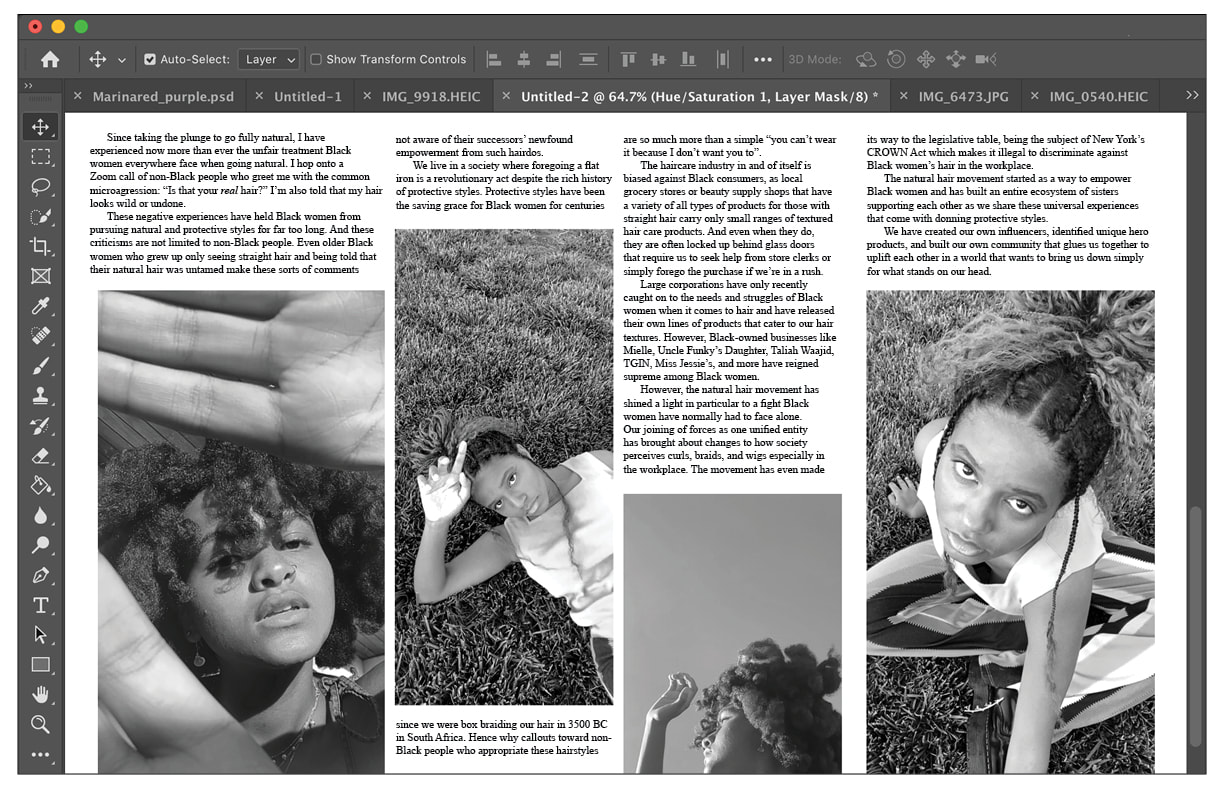 Auto-Select:
Layer
Show Transform Controls
3D Mode:
Marinared_purple.psd
Untitled-1
IMG_9918.HEIC
Untitled-2 @ 64.7% (Hue/Saturation 1, Layer Mask/8) *
IMG_6473.JPG
IMG_0540.HEIC
Since taking the plunge to go fully natural, I have
experienced now more than ever the unfair treatment Black
women everywhere face when going natural. I hop onto a
Zoom call of non-Black people who greet me with the common
microagression: “Is that your real hair?” I’m also told that my hair
looks wild or undone.
These negative experiences have held Black women from
pursuing natural and protective styles for far too long. And these
criticisms are not limited to non-Black people. Even older Black
women who grew up only seeing straight hair and being told that
their natural hair was untamed make these sorts of comments
not aware of their successors’ newfound
empowerment from such hairdos.
We live in a society where foregoing a flat
iron is a revolutionary act despite the rich history
of protective styles. Protective styles have been
the saving grace for Black women for centuries
since we were box braiding our hair in 3500 BC
in South Africa. Hence why callouts toward non-
Black people who appropriate these hairstyles
are so much more than a simple “you can’t wear
it because I don’t want you to”.
The haircare industry in and of itself is
biased against Black consumers, as local
grocery stores or beauty supply shops that have
a variety of all types of products for those with
straight hair carry only small ranges of textured
hair care products. And even when they do,
they are often locked up behind glass doors
that require us to seek help from store clerks or
simply forego the purchase if we’re in a rush.
Large corporations have only recently
caught on to the needs and struggles of Black
women when it comes to hair and have released
their own lines of products that cater to our hair
textures. However, Black-owned businesses like
Mielle, Uncle Funky’s Daughter, Taliah Waajid,
TGIN, Miss Jessie’s, and more have reigned
supreme among Black women.
However, the natural hair movement has
shined a light in particular to a fight Black
women have normally had to face alone.
Our joining of forces as one unified entity
has brought about changes to how society
perceives curls, braids, and wigs especially in
the workplace. The movement has even made
its way to the legislative table, being the subject of New York’s
CROWN Act which makes it illegal to discriminate against
Black women’s hair in the workplace.
The natural hair movement started as a way to empower
Black women and has built an entire ecosystem of sisters
supporting each other as we share these universal experiences
that come with donning protective styles.
We have created our own influencers, identified unique hero
products, and built our own community that glues us together to
uplift each other in a world that wants to bring us down simply
for what stands on our head.